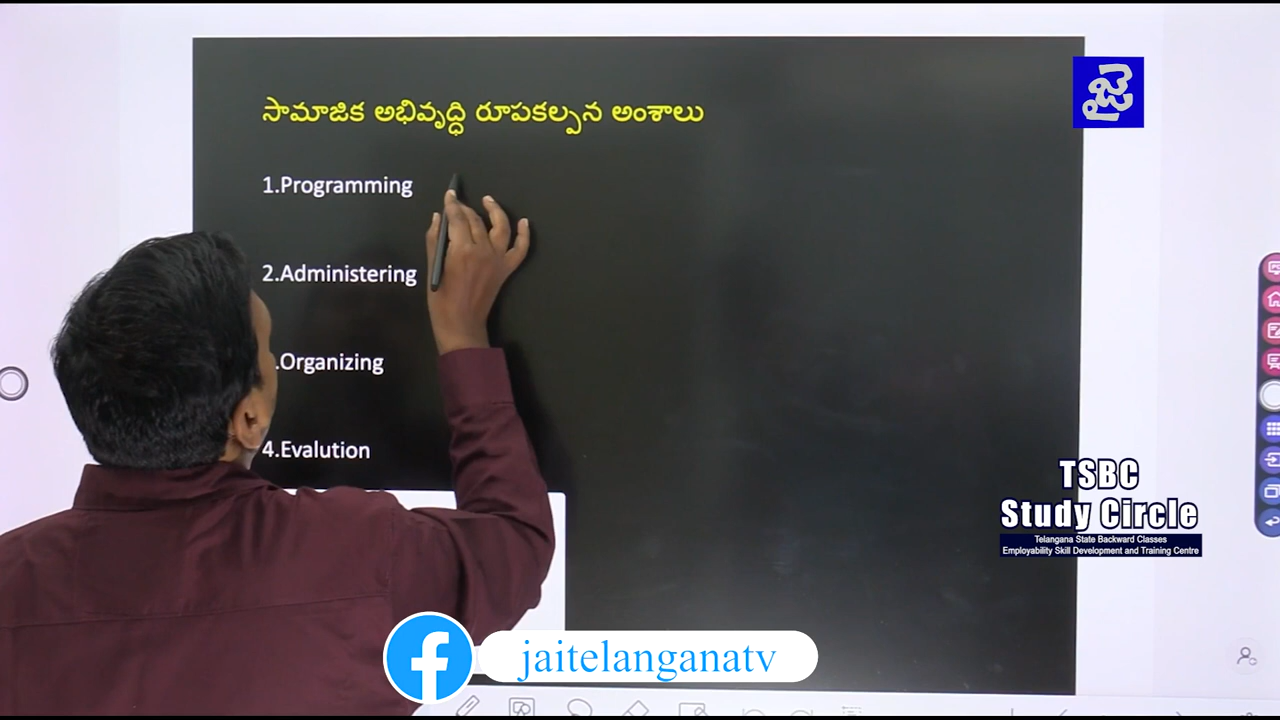 సామాజిక అభివృద్ధి రూపకల్పన అంశాలు
జై
1.Programming
2.Administering
.Organizing
4.Evalution
TSBC
Study Circle
Telangana State Backward Classes
Employability Skill Development and Training Centre
jaitelanganatv